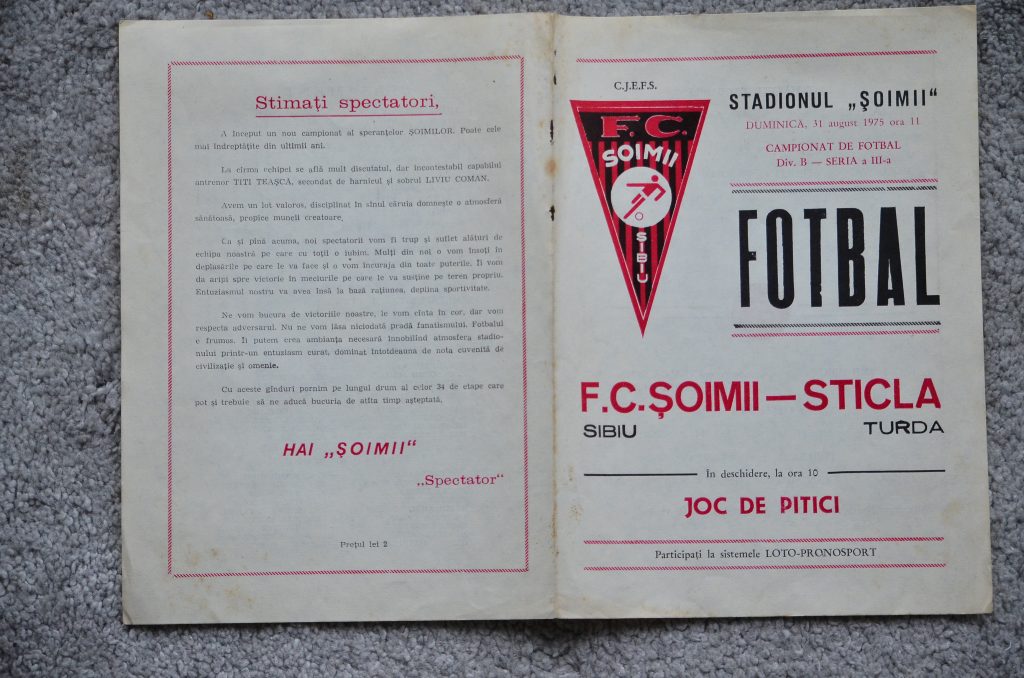 Stimați spectatori,
A început un nou campionat al speranțelor ȘOIMILOR. Poate cele
mai îndreptățite din ultimii ani.
La cîrma echipei se află mult discutatul, dar incontestabil capabilul
antrenor TITI TEAȘCĂ, secondat de harnicul și sobrul LIVIU COMAN.
Avem un lot valoros, disciplinat în sînul căruia domnește o atmosferă
sănătoasă, propice muncii creatoare.
Ca și pînă acuma, noi spectatorii vom fi trup și suflet alături de
echipa noastră pe care cu toții o iubim. Mulți din noi o vom însoți în
deplasările pe care le va face și o vom încuraja din toate puterile. Îi vom
da aripi spre victorie în meciurile pe care le va susține pe teren propriu.
Entuziasmul nostru va avea însă la bază rațiunea, deplina sportivitate.
Ne vom bucura de victoriile noastre, le vom cînta în cor, dar vom
respecta adversarul. Nu ne vom lăsa niciodată pradă fanatismului. Fotbalul
e frumos. Îi putem crea ambianța necesară înnobilînd atmosfera stadio-
nului printr-un entuziasm curat, dominat întotdeauna de nota cuvenită de
civilizație și omenie.
Cu aceste gînduri pornim pe lungul drum al celor 34 de etape care
pot și trebuie să ne aducă bucuria de atîta timp așteptată.
HAI „ȘOIMII“
„Spectator“
Prețul lei 2
C.J.E.F.S.
F.C.
SOIMII
SIBIU
STADIONUL „ȘOIMII“
DUMINICĂ, 31 august 1975 ora 11
CAMPIONAT DE FOTBAL
Div. B — SERIA a III-a
FOTBAL
F.C.ȘOIMII — STICLA
SIBIU TURDA
În deschidere, la ora 10
JOC DE PITICI
Participați la sistemele LOTO-PRONOSPORT